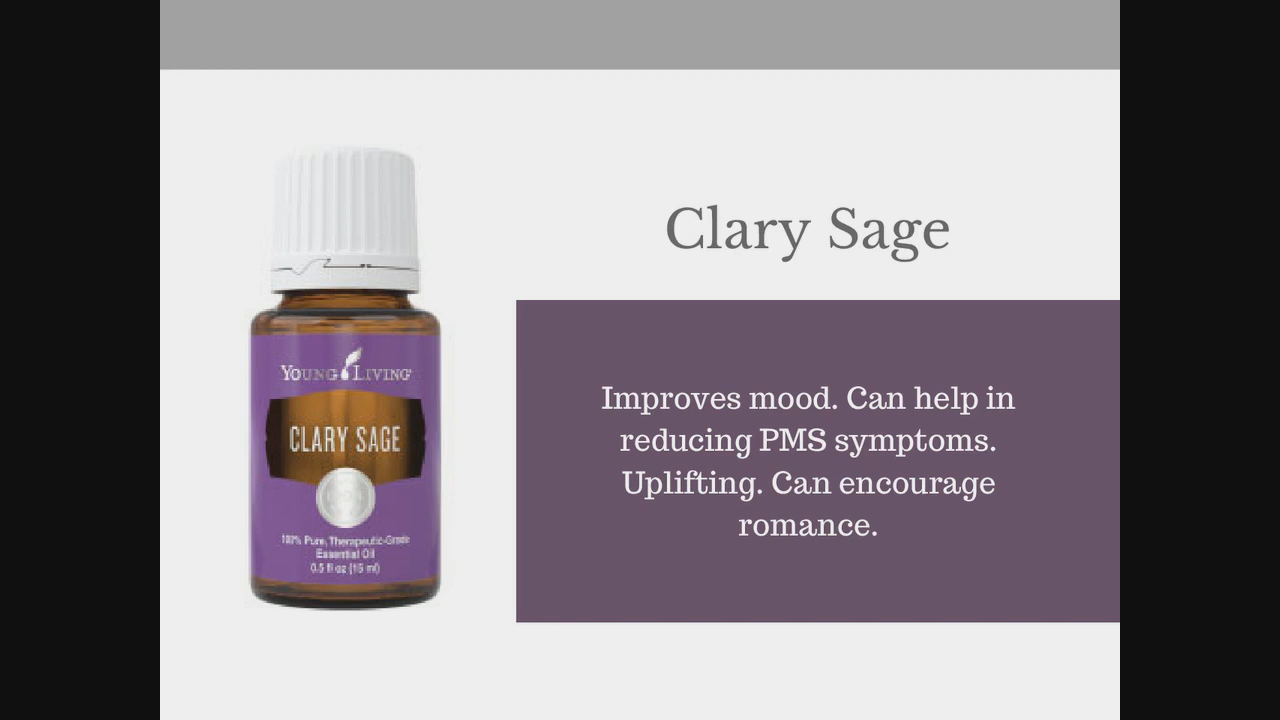 Clary Sage
Improves mood. Can help in
reducing PMS symptoms.
Uplifting. Can encourage
romance.
YOUNG LIVING
CLARY SAGE
100% Pure, Therapeutic-Grade
Essential Oil
0.5 fl oz (15 ml)